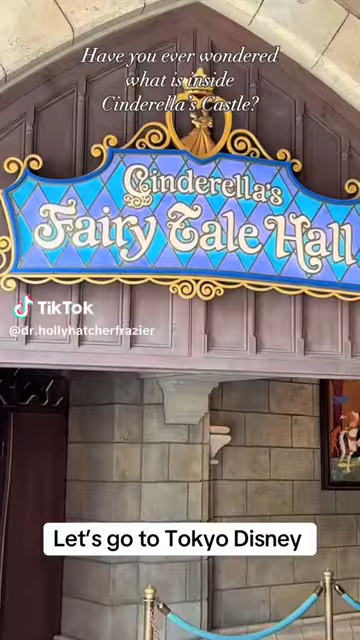 Have you ever wondered
what is inside
Cinderella's Castle?
Cinderella's
Fairy Tale Hall
TikTok
@dr.hollyhatcherfrazier
Let's go to Tokyo Disney